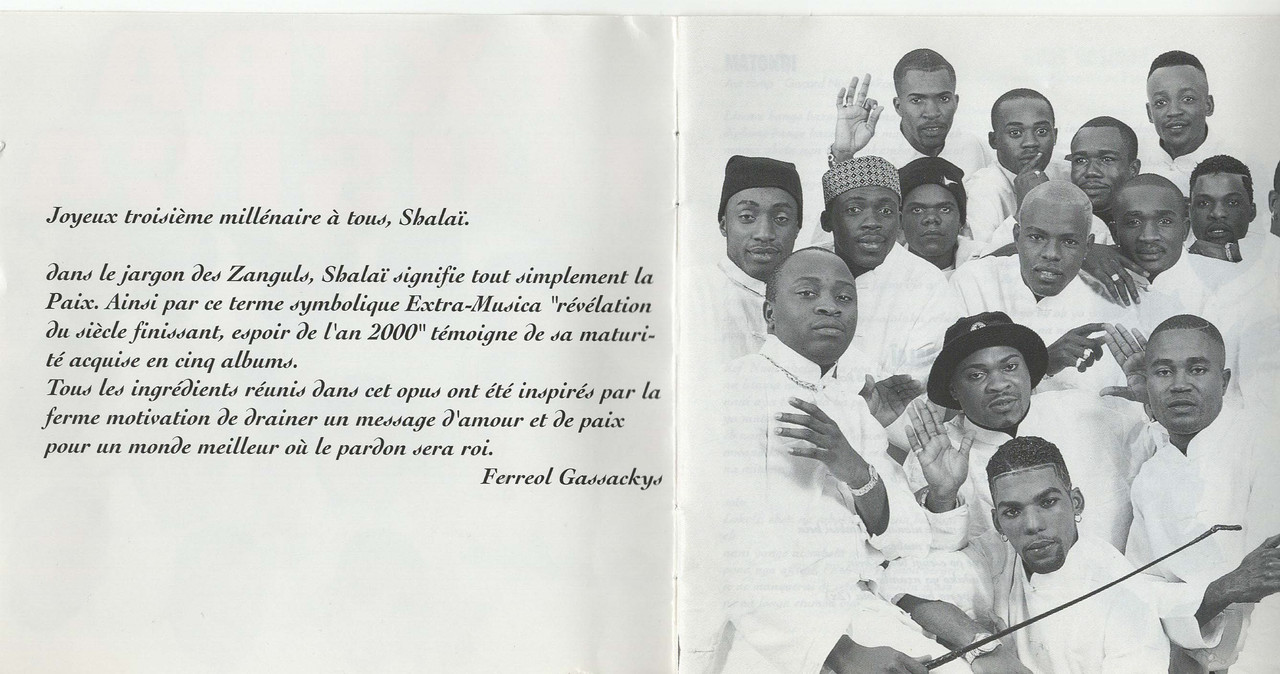 Joyeux troisième millénaire à tous, Shalaï.
dans le jargon des Zanguls, Shalaï signifie tout simplement la
Paix. Ainsi par ce terme symbolique Extra-Musica "révélation
du siècle finissant, espoir de l'an 2000" témoigne de sa maturi-
té acquise en cinq albums.
Tous les ingrédients réunis dans cet opus ont été inspirés par la
ferme motivation de drainer un message d'amour et de paix
pour un monde meilleur où le pardon sera roi.
Ferreol Gassackys